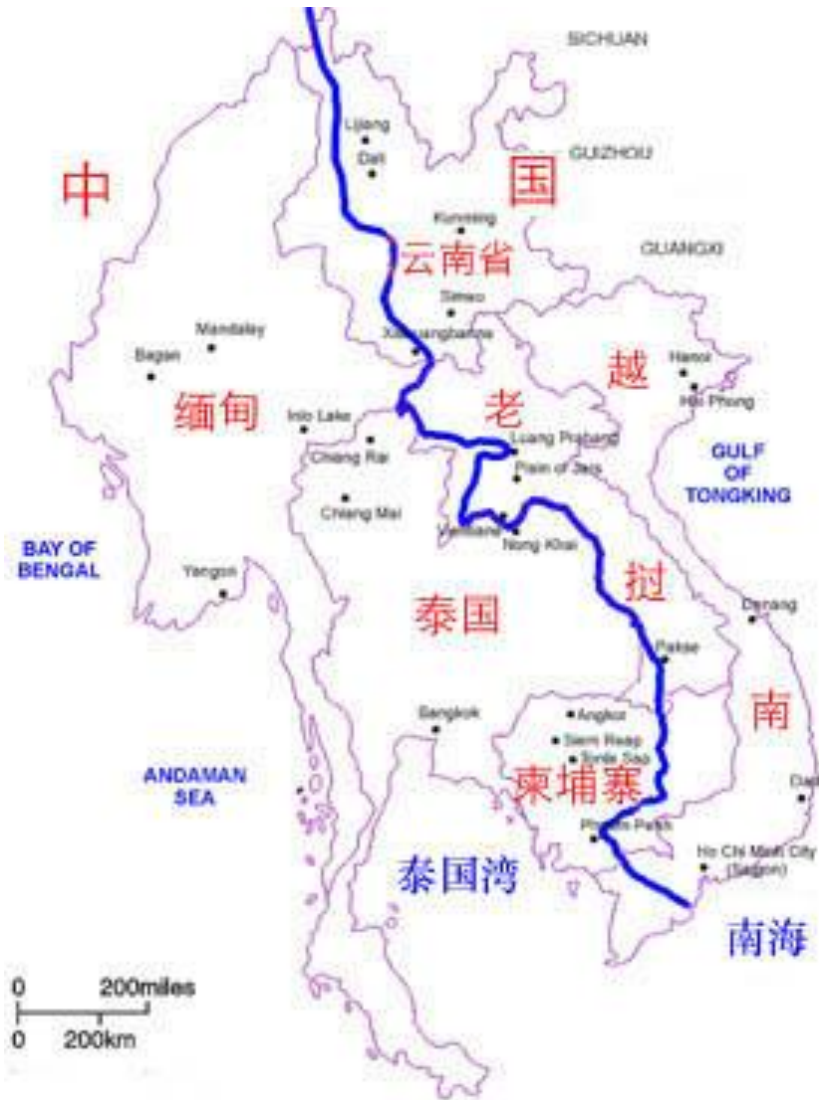 SICHUAN
Lijiang
Dali
GUIZHOU
中
国
Kunming
云南省
GUANGXI
Simao
Mandalay
Bagan
越
Hanoi
Hai Phong
缅甸
老
Inle Lake
Luang Prabang
Chiang Rai
Plain of Jars
GULF
OF
TONGKING
Chiang Mai
Vientiane
Nong Khai
BAY OF
BENGAL
Yangon
挝
泰国
Danang
Pakse
南
Bangkok
Angkor
Siem Reap
Tonle Sap
ANDAMAN
SEA
柬埔寨
Phnom Penh
Ho Chi Minh City
(Saigon)
泰国湾
南海
0 200miles
0 200km